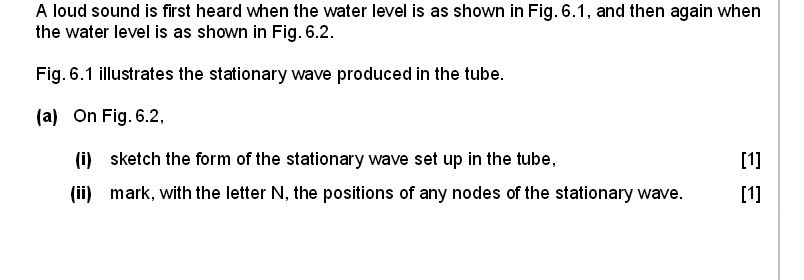 A loud sound is first heard when the water level is as shown in Fig. 6.1, and then again when
the water level is as shown in Fig. 6.2.
Fig. 6.1 illustrates the stationary wave produced in the tube.
(a) On Fig. 6.2,
(i) sketch the form of the stationary wave set up in the tube, [1]
(ii) mark, with the letter N, the positions of any nodes of the stationary wave. [1]